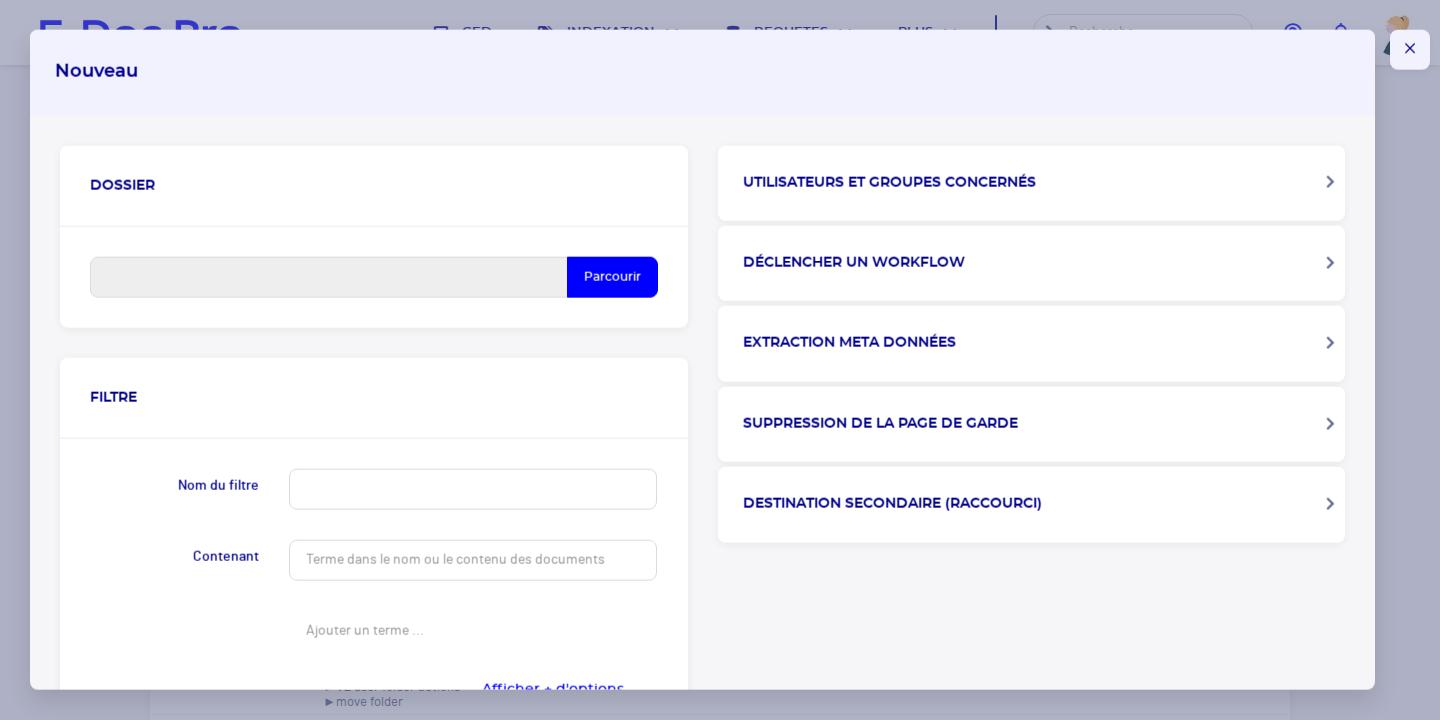 Nouveau
DOSSIER
Parcourir
FILTRE
Nom du filtre
Contenant
Terme dans le nom ou le contenu des documents
Ajouter un terme ...
Afficher + d'options
UTILISATEURS ET GROUPES CONCERNÉS
DÉCLENCHER UN WORKFLOW
EXTRACTION META DONNÉES
SUPPRESSION DE LA PAGE DE GARDE
DESTINATION SECONDAIRE (RACCOURCI)
move folder